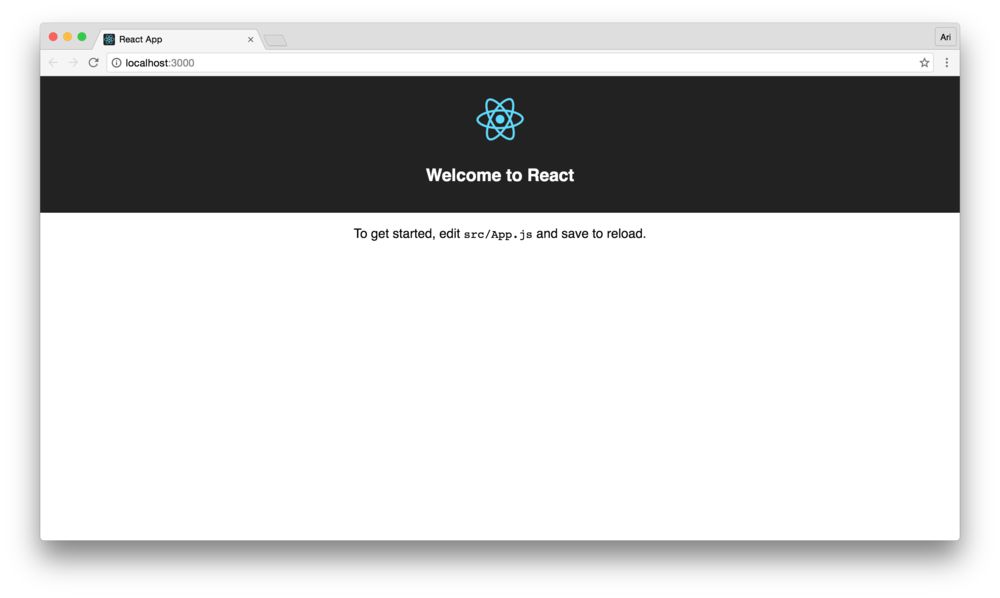 React App
Ari
localhost:3000
Welcome to React
To get started, edit src/App.js and save to reload.